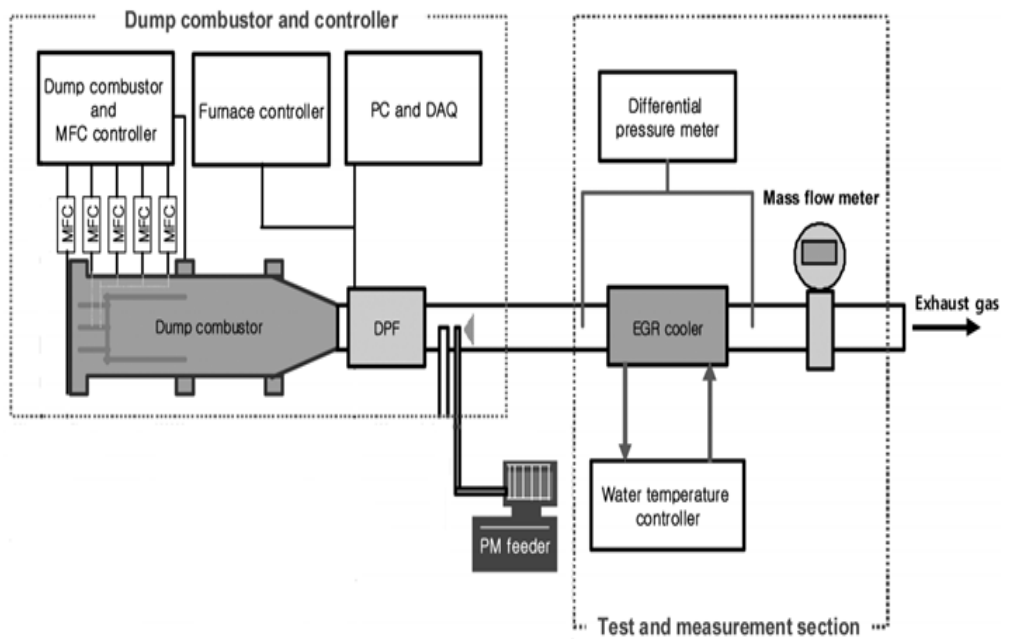 Dump combustor and controller
Dump combustor
and
MFC controller
Furnace controller
PC and DAQ
Differential
pressure meter
Mass flow meter
MFC
MFC
MFC
MFC
MFC
Dump combustor
DPF
EGR cooler
Exhaust gas
Water temperature
controller
PM feeder
Test and measurement section